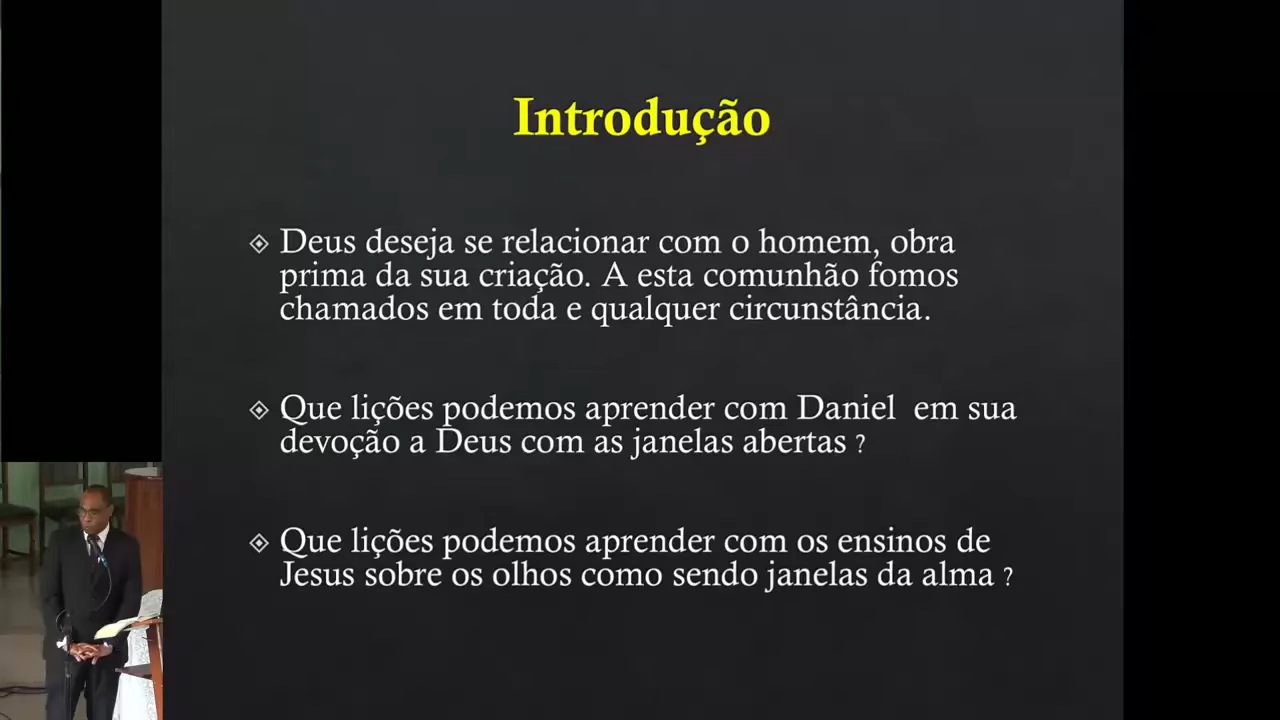 Introdução
Deus deseja se relacionar com o homem, obra
prima da sua criação. A esta comunhão fomos
chamados em toda e qualquer circunstância.
Que lições podemos aprender com Daniel em sua
devoção a Deus com as janelas abertas ?
Que lições podemos aprender com os ensinos de
Jesus sobre os olhos como sendo janelas da alma ?